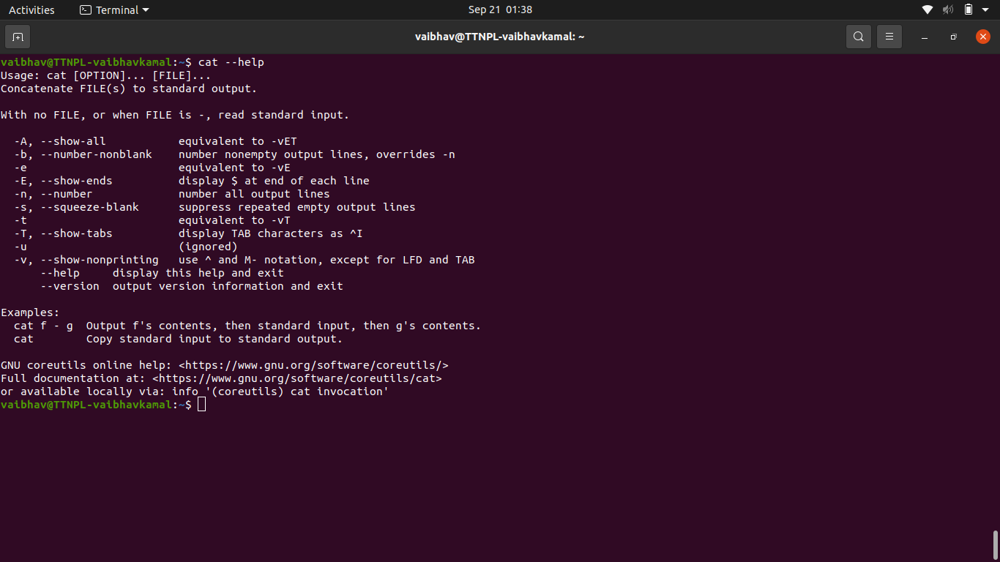 Activities Terminal Sep 21 01:38
vaibhav@TTNPL-vaibhavkamal: ~
vaibhav@TTNPL-vaibhavkamal:~$ cat --help
Usage: cat [OPTION]... [FILE]...
Concatenate FILE(s) to standard output.

With no FILE, or when FILE is -, read standard input.

  -A, --show-all           equivalent to -vET
  -b, --number-nonblank    number nonempty output lines, overrides -n
  -e                       equivalent to -vE
  -E, --show-ends          display $ at end of each line
  -n, --number             number all output lines
  -s, --squeeze-blank      suppress repeated empty output lines
  -t                       equivalent to -vT
  -T, --show-tabs          display TAB characters as ^I
  -u                       (ignored)
  -v, --show-nonprinting   use ^ and M- notation, except for LFD and TAB
      --help     display this help and exit
      --version  output version information and exit

Examples:
  cat f - g  Output f's contents, then standard input, then g's contents.
  cat        Copy standard input to standard output.

GNU coreutils online help: <https://www.gnu.org/software/coreutils/>
Full documentation at: <https://www.gnu.org/software/coreutils/cat>
or available locally via: info '(coreutils) cat invocation'
vaibhav@TTNPL-vaibhavkamal:~$